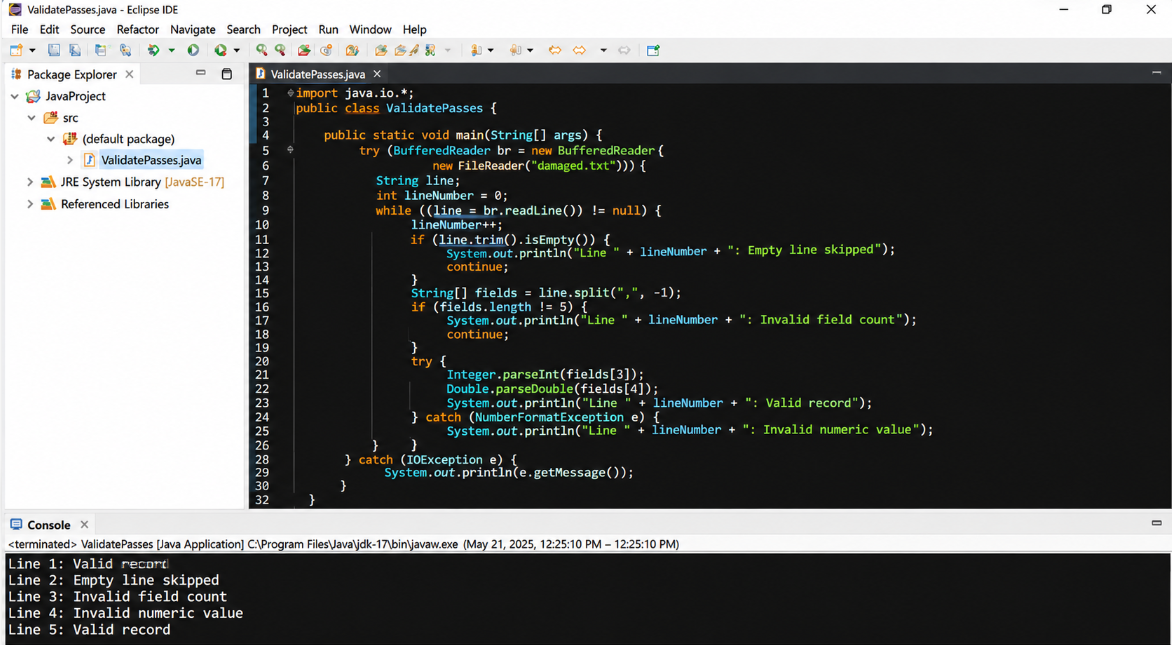 ValidatePasses.java - Eclipse IDE
File Edit Source Refactor Navigate Search Project Run Window Help
Package Explorer
JavaProject
src
(default package)
ValidatePasses.java
JRE System Library [JavaSE-17]
Referenced Libraries
ValidatePasses.java
1 import java.io.*;
2 public class ValidatePasses {
3
4 public static void main(String[] args) {
5 try (BufferedReader br = new BufferedReader{
6 new FileReader("damaged.txt"))) {
7 String line;
8 int lineNumber = 0;
9 while ((line = br.readLine()) != null) {
10 lineNumber++;
11 if (line.trim().isEmpty()) {
12 System.out.println("Line " + lineNumber + ": Empty line skipped");
13 continue;
14 }
15 String[] fields = line.split(",", -1);
16 if (fields.length != 5) {
17 System.out.println("Line " + lineNumber + ": Invalid field count");
18 continue;
19 }
20 try {
21 Integer.parseInt(fields[3]);
22 Double.parseDouble(fields[4]);
23 System.out.println("Line " + lineNumber + ": Valid record");
24 } catch (NumberFormatException e) {
25 System.out.println("Line " + lineNumber + ": Invalid numeric value");
26 } }
28 } catch (IOException e) {
29 System.out.println(e.getMessage());
30 }
32 }
Console
<terminated> ValidatePasses [Java Application] C:\Program Files\Java\jdk-17\bin\javaw.exe (May 21, 2025, 12:25:10 PM – 12:25:10 PM)
Line 1: Valid record
Line 2: Empty line skipped
Line 3: Invalid field count
Line 4: Invalid numeric value
Line 5: Valid record